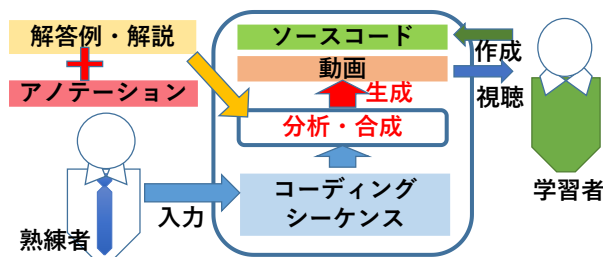 解答例・解説
アノテーション
ソースコード
動画
生成
分析・合成
コーディング
シーケンス
作成
視聴
学習者
入力
熟練者